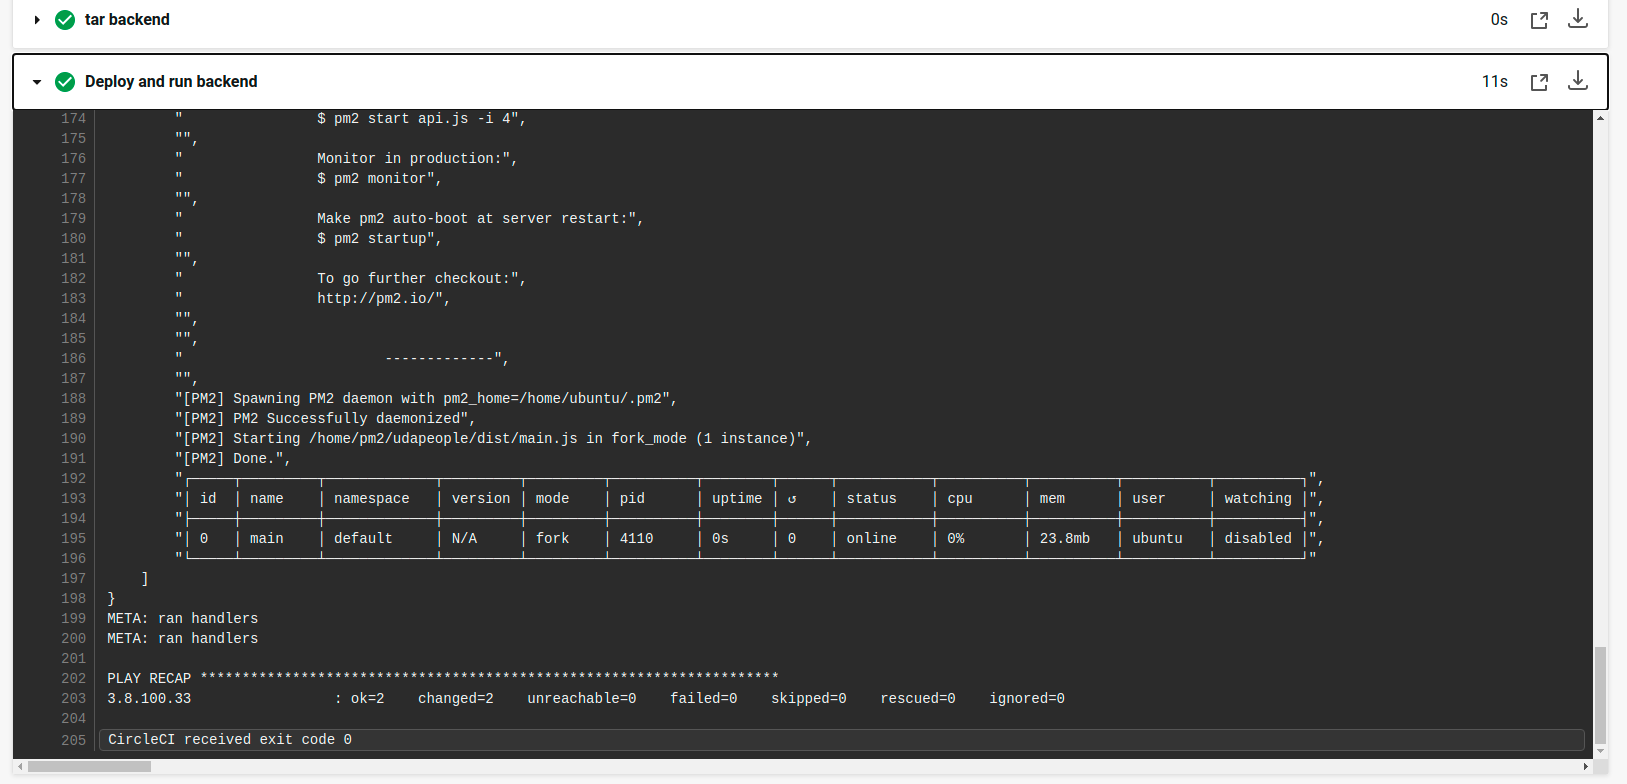 tar backend 0s
Deploy and run backend 11s
174 " $ pm2 start api.js -i 4",
175 "",
176 " Monitor in production:",
177 " $ pm2 monitor",
178 "",
179 " Make pm2 auto-boot at server restart:",
180 " $ pm2 startup",
181 "",
182 " To go further checkout:",
183 " http://pm2.io/",
184 "",
185 "",
186 " -------------",
187 "",
188 "[PM2] Spawning PM2 daemon with pm2_home=/home/ubuntu/.pm2",
189 "[PM2] PM2 Successfully daemonized",
190 "[PM2] Starting /home/pm2/udapeople/dist/main.js in fork_mode (1 instance)",
191 "[PM2] Done.",
192 "┌─────┬─────────┬─────────────┬─────────┬─────────┬──────────┬────────┬──────┬───────────┬──────────┬──────────┬──────────┬──────────┐",
193 "│ id │ name │ namespace │ version │ mode │ pid │ uptime │ ↺ │ status │ cpu │ mem │ user │ watching │",
194 "├─────┼─────────┼─────────────┼─────────┼─────────┼──────────┼────────┼──────┼───────────┼──────────┼──────────┼──────────┼──────────┤",
195 "│ 0 │ main │ default │ N/A │ fork │ 4110 │ 0s │ 0 │ online │ 0% │ 23.8mb │ ubuntu │ disabled │",
196 "└─────┴─────────┴─────────────┴─────────┴─────────┴──────────┴────────┴──────┴───────────┴──────────┴──────────┴──────────┴──────────┘"
197 ]
198 }
199 META: ran handlers
200 META: ran handlers
201
202 PLAY RECAP *********************************************************************
203 3.8.100.33 : ok=2 changed=2 unreachable=0 failed=0 skipped=0 rescued=0 ignored=0
204
205 CircleCI received exit code 0